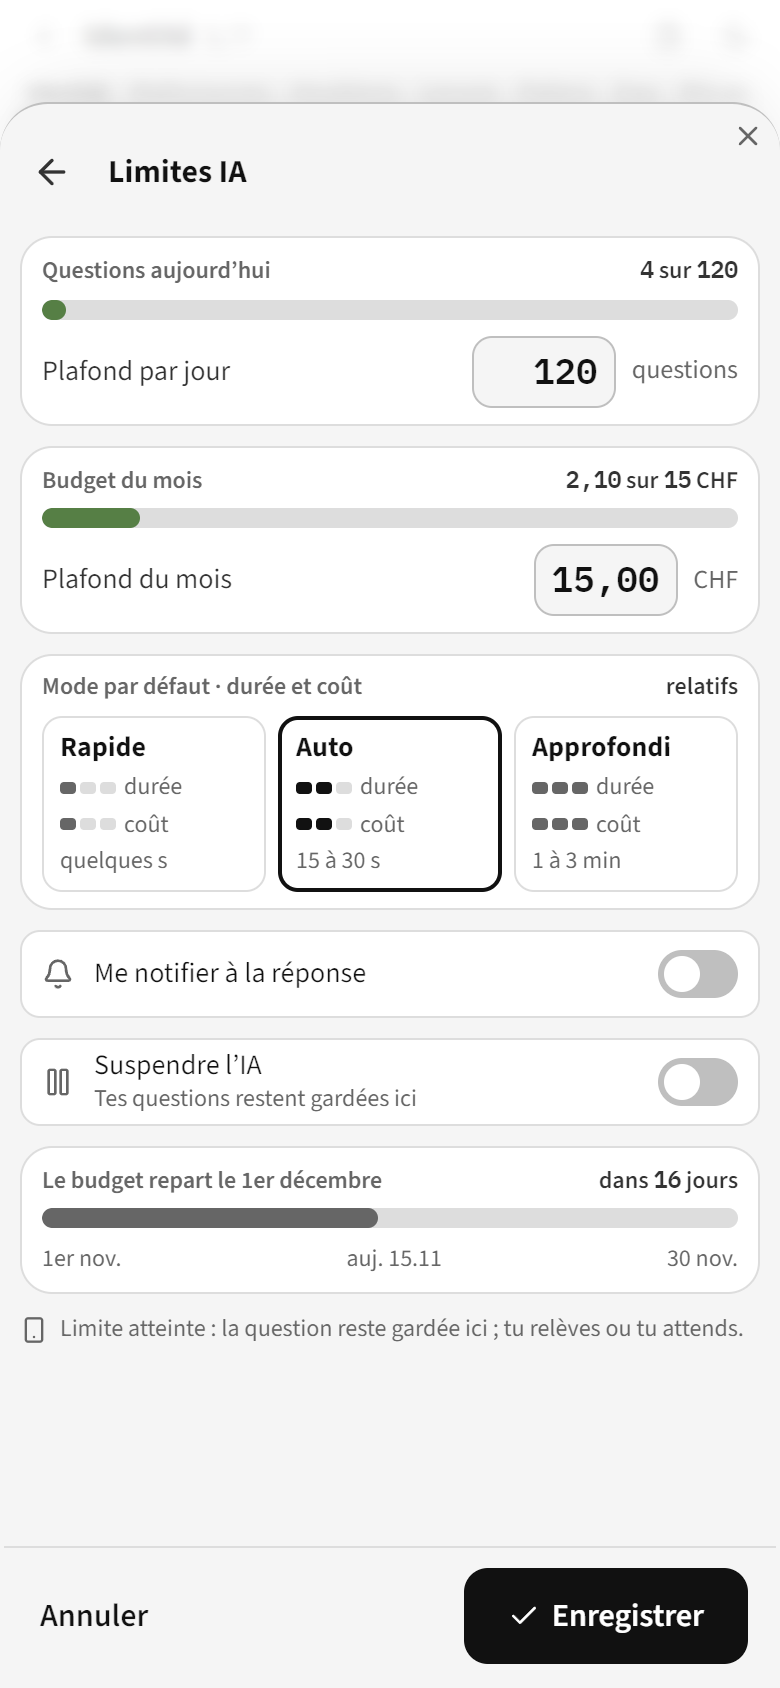 Limites IA
Questions aujourd’hui 4 sur 120
Plafond par jour 120 questions
Budget du mois 2,10 sur 15 CHF
Plafond du mois 15,00 CHF
Mode par défaut · durée et coût relatifs
Rapide
durée
coût
quelques s
Auto
durée
coût
15 à 30 s
Approfondi
durée
coût
1 à 3 min
Me notifier à la réponse
Suspendre l’IA
Tes questions restent gardées ici
Le budget repart le 1er décembre dans 16 jours
1er nov. auj. 15.11 30 nov.
Limite atteinte : la question reste gardée ici ; tu relèves ou tu attends.
Annuler Enregistrer